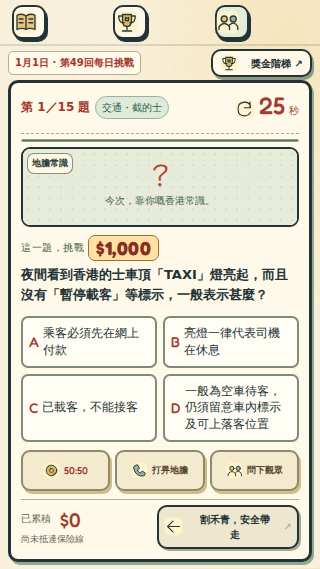 1月1日・第49回每日挑戰
獎金階梯 ↗
第 1／15 題
交通・截的士
25 秒
地膽常識
?
今次，靠你嘅香港常識。
這一題，挑戰 $1,000
夜間看到香港的士車頂「TAXI」燈亮起，而且
沒有「暫停載客」等標示，一般表示甚麼？
A 乘客必須先在網上
付款
B 亮燈一律代表司機
在休息
C 已載客，不能接客
D 一般為空車待客，
仍須留意車內標示
及可上落客位置
50:50
打畀地膽
問下觀眾
已累積 $0
尚未抵達保險線
← 割禾青，安全帶
走 ↗